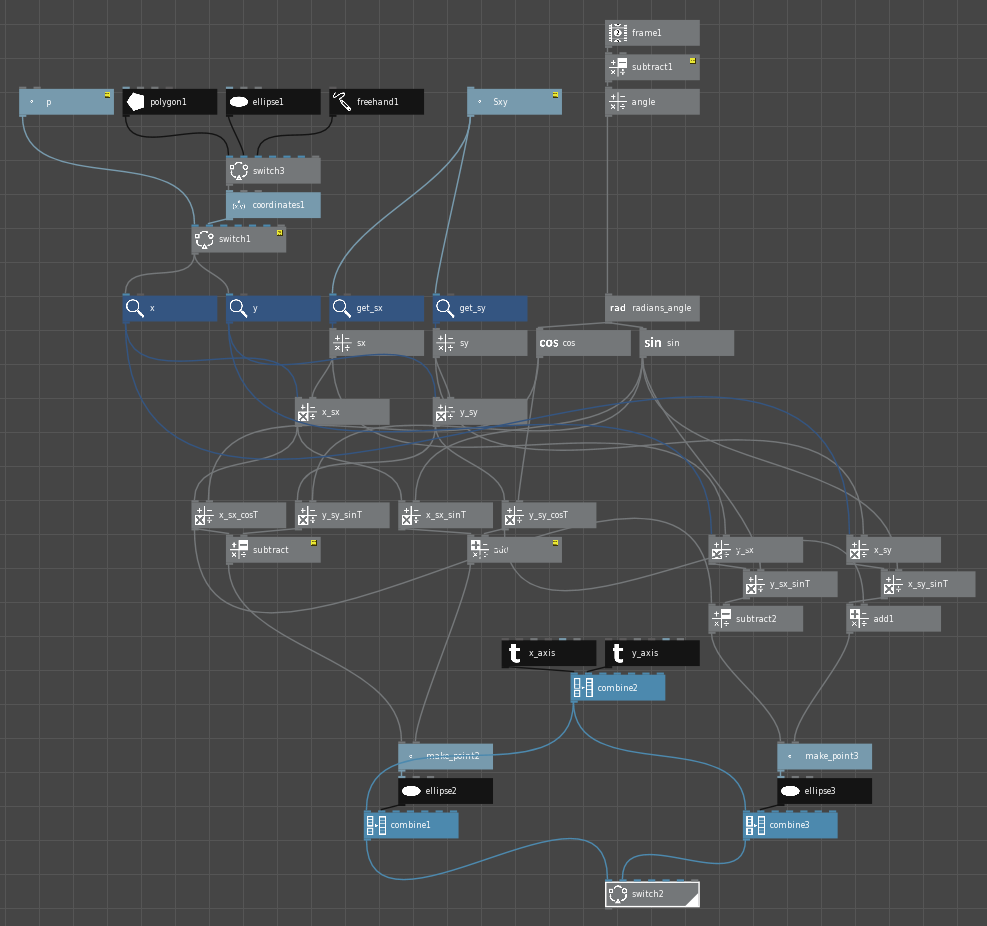 frame1
subtract1
p
polygon1
ellipse1
freehand1
Sxy
angle
switch3
coordinates1
switch1
x
y
get_sx
get_sy
rad radians_angle
sx
sy
cos cos
sin sin
x_sx
y_sy
x_sx_cosT
y_sy_sinT
x_sx_sinT
y_sy_cosT
subtract
add
y_sx
x_sy
y_sx_sinT
x_sy_sinT
subtract2
add1
t x_axis
t y_axis
combine2
make_point2
make_point3
ellipse2
ellipse3
combine1
combine3
switch2